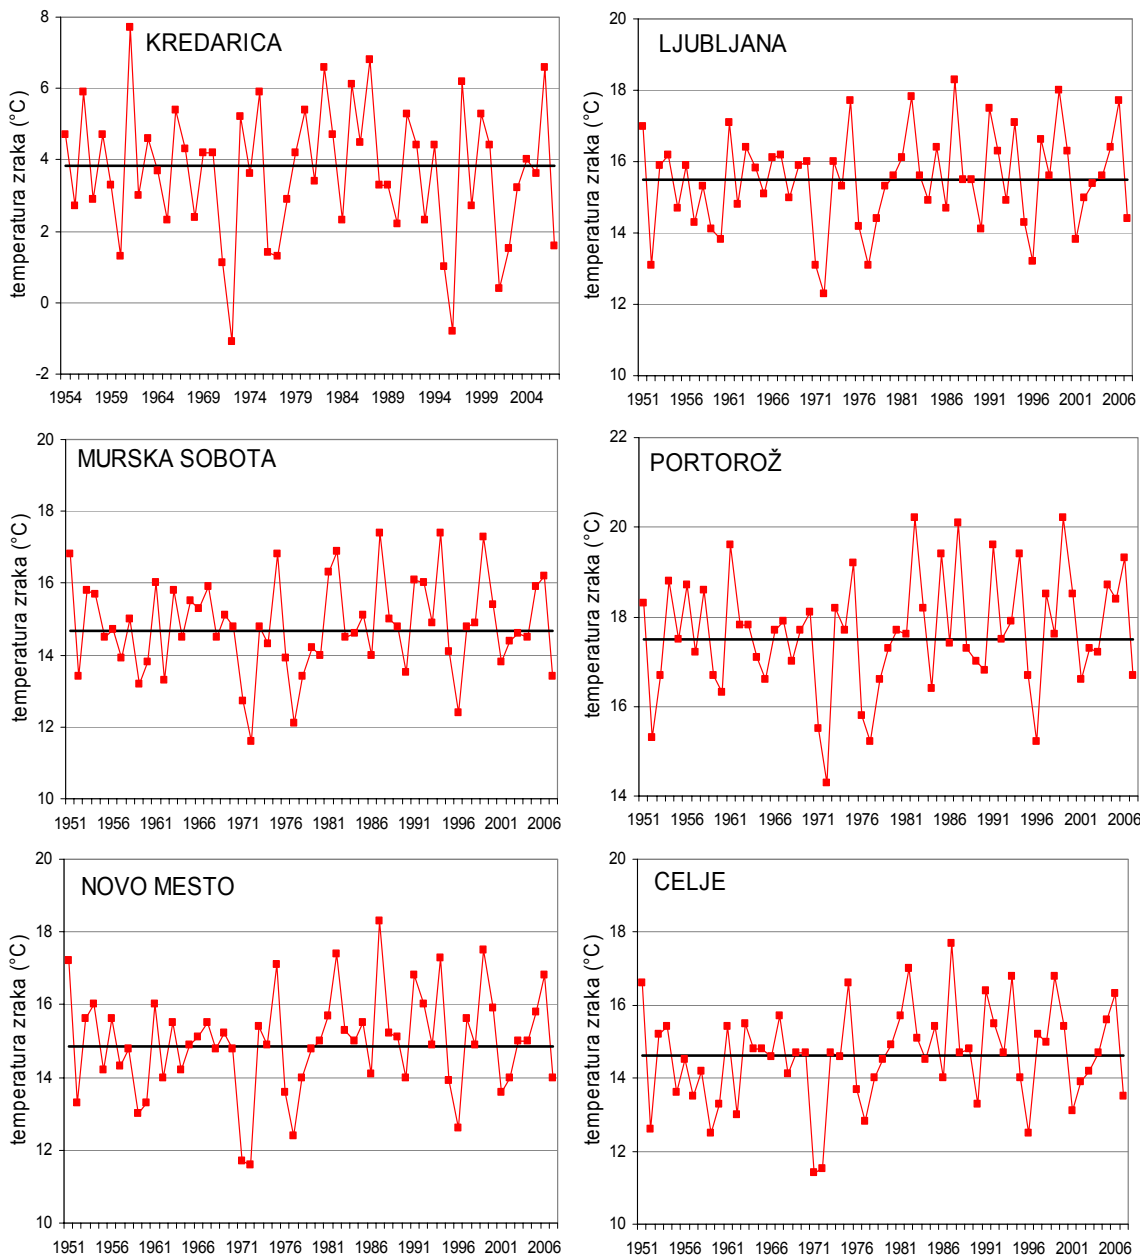 KREDARICA
temperatura zraka (°C)
8
6
4
2
0
-2
1954 1959 1964 1969 1974 1979 1984 1989 1994 1999 2004
LJUBLJANA
temperatura zraka (°C)
20
18
16
14
12
10
1951 1956 1961 1966 1971 1976 1981 1986 1991 1996 2001 2006
MURSKA SOBOTA
temperatura zraka (°C)
20
18
16
14
12
10
1951 1956 1961 1966 1971 1976 1981 1986 1991 1996 2001 2006
PORTOROŽ
temperatura zraka (°C)
22
20
18
16
14
1951 1956 1961 1966 1971 1976 1981 1986 1991 1996 2001 2006
NOVO MESTO
temperatura zraka (°C)
20
18
16
14
12
10
1951 1956 1961 1966 1971 1976 1981 1986 1991 1996 2001 2006
CELJE
temperatura zraka (°C)
20
18
16
14
12
10
1951 1956 1961 1966 1971 1976 1981 1986 1991 1996 2001 2006